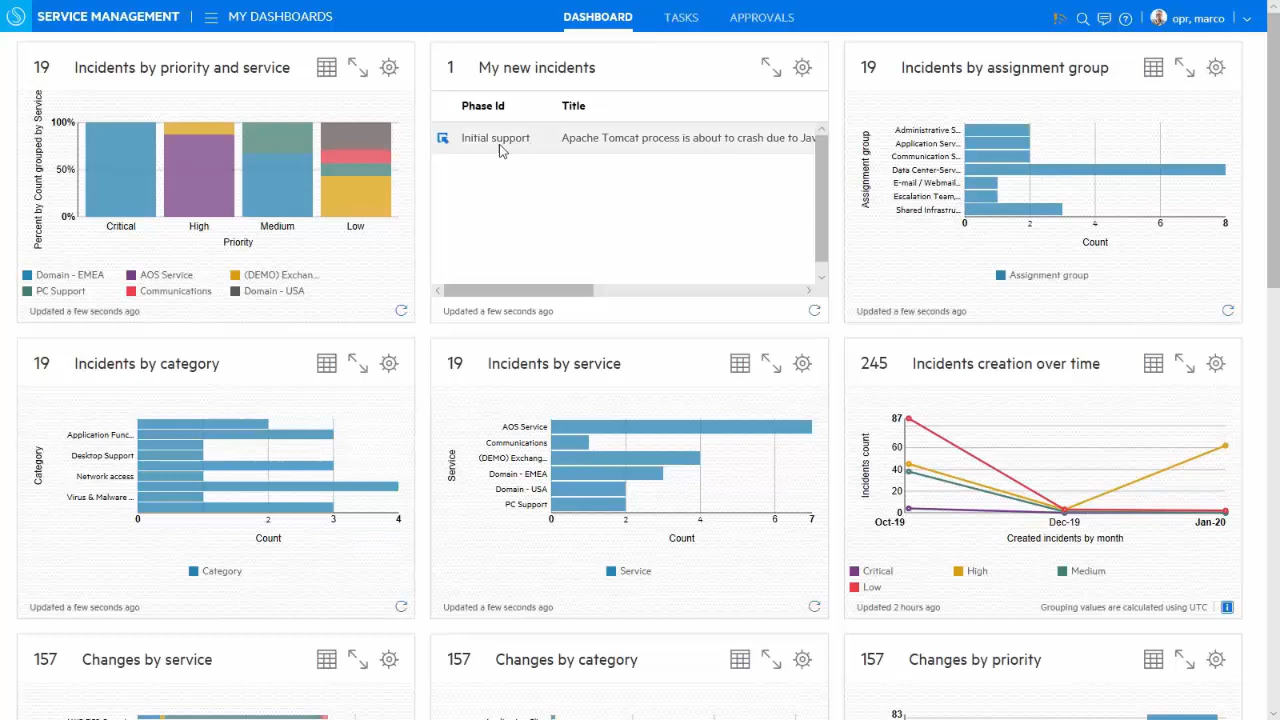 SERVICE MANAGEMENT MY DASHBOARDS DASHBOARD TASKS APPROVALS opr, marco
19 Incidents by priority and service
Percent by Count grouped by Service
100%
50%
0%
Critical High Medium Low
Priority
Domain - EMEA AOS Service (DEMO) Exchan...
PC Support Communications Domain - USA
Updated a few seconds ago
1 My new incidents
Phase Id Title
Initial support Apache Tomcat process is about to crash due to Jav
Updated a few seconds ago
19 Incidents by assignment group
Assignment group
Administrative S...
Application Serv...
Communication S...
Data Center-Serv...
E-mail / Webmail...
Escalation Team,...
Shared Infrastru...
0 2 4 6 8
Count
Assignment group
Updated a few seconds ago
19 Incidents by category
Category
Application Func...
Desktop Support
Network access
Virus & Malware ...
0 2 3 4
Count
Category
Updated a few seconds ago
19 Incidents by service
Service
AOS Service
Communications
(DEMO) Exchang...
Domain - EMEA
Domain - USA
PC Support
0 2 4 6 7
Count
Service
Updated a few seconds ago
245 Incidents creation over time
Incidents count
87
60
40
20
0
Oct-19 Dec-19 Jan-20
Created incidents by month
Critical High Medium
Low
Updated 2 hours ago Grouping values are calculated using UTC
157 Changes by service
157 Changes by category
157 Changes by priority
83